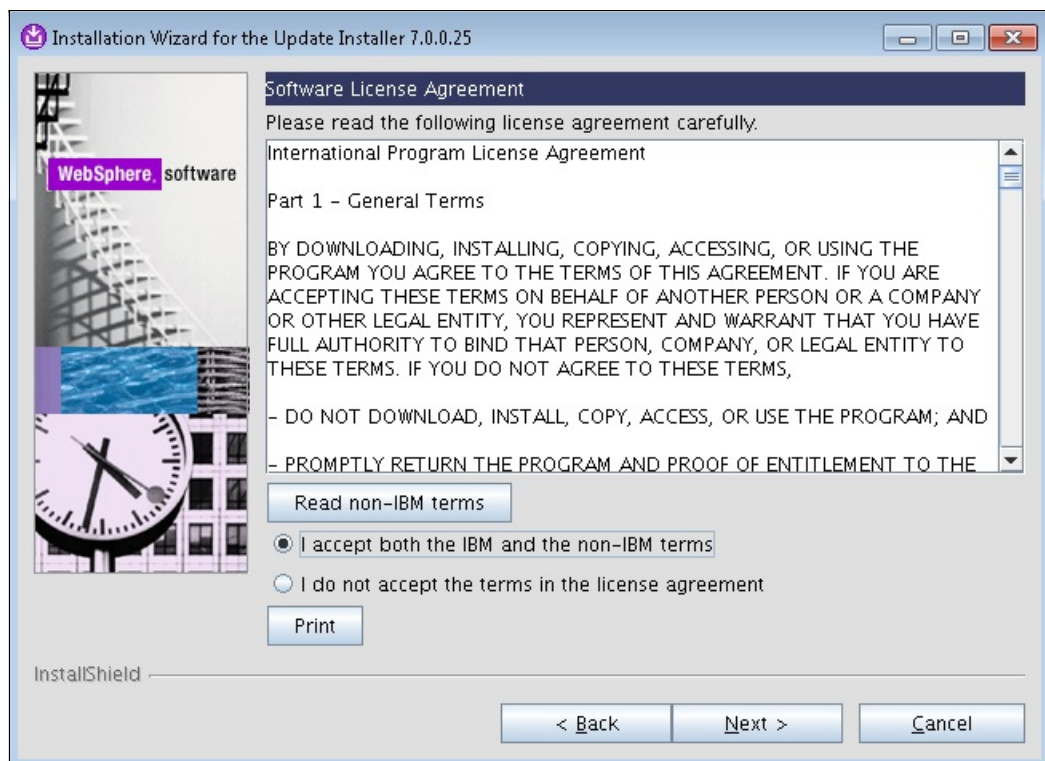 Installation Wizard for the Update Installer 7.0.0.25
WebSphere. software
Software License Agreement
Please read the following license agreement carefully.
International Program License Agreement
Part 1 – General Terms
BY DOWNLOADING, INSTALLING, COPYING, ACCESSING, OR USING THE
PROGRAM YOU AGREE TO THE TERMS OF THIS AGREEMENT. IF YOU ARE
ACCEPTING THESE TERMS ON BEHALF OF ANOTHER PERSON OR A COMPANY
OR OTHER LEGAL ENTITY, YOU REPRESENT AND WARRANT THAT YOU HAVE
FULL AUTHORITY TO BIND THAT PERSON, COMPANY, OR LEGAL ENTITY TO
THESE TERMS. IF YOU DO NOT AGREE TO THESE TERMS,
– DO NOT DOWNLOAD, INSTALL, COPY, ACCESS, OR USE THE PROGRAM; AND
– PROMPTLY RETURN THE PROGRAM AND PROOF OF ENTITLEMENT TO THE
Read non-IBM terms
I accept both the IBM and the non-IBM terms
I do not accept the terms in the license agreement
Print
InstallShield
< Back
Next >
Cancel